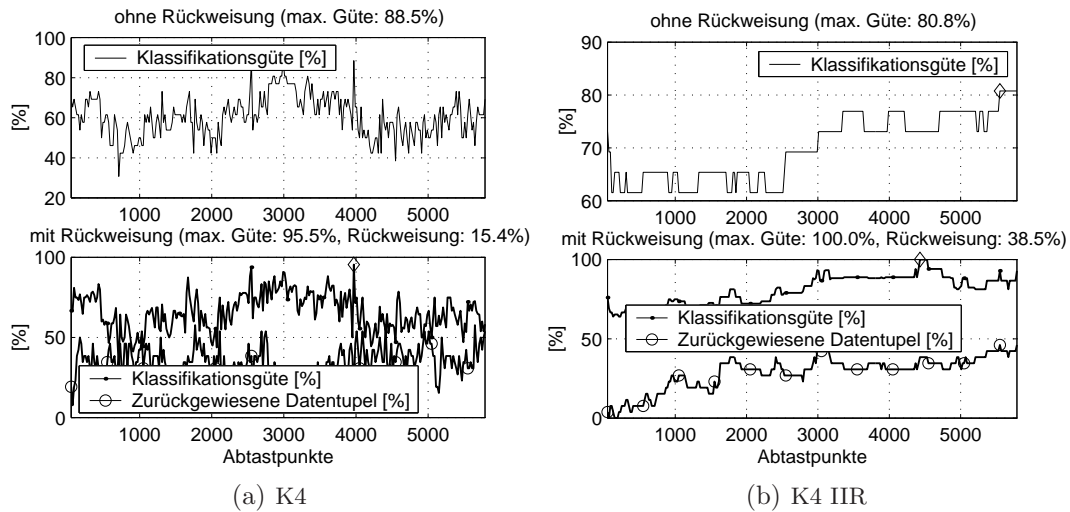 ohne Rückweisung (max. Güte: 88.5%)
100
80
60
40
20
[%]
Klassifikationsgüte [%]
1000 2000 3000 4000 5000
mit Rückweisung (max. Güte: 95.5%, Rückweisung: 15.4%)
100
50
0
[%]
Klassifikationsgüte [%]
Zurückgewiesene Datentupel [%]
1000 2000 3000 4000 5000
Abtastpunkte
(a) K4
ohne Rückweisung (max. Güte: 80.8%)
90
80
70
60
[%]
Klassifikationsgüte [%]
1000 2000 3000 4000 5000
mit Rückweisung (max. Güte: 100.0%, Rückweisung: 38.5%)
100
50
0
[%]
Klassifikationsgüte [%]
Zurückgewiesene Datentupel [%]
1000 2000 3000 4000 5000
Abtastpunkte
(b) K4 IIR